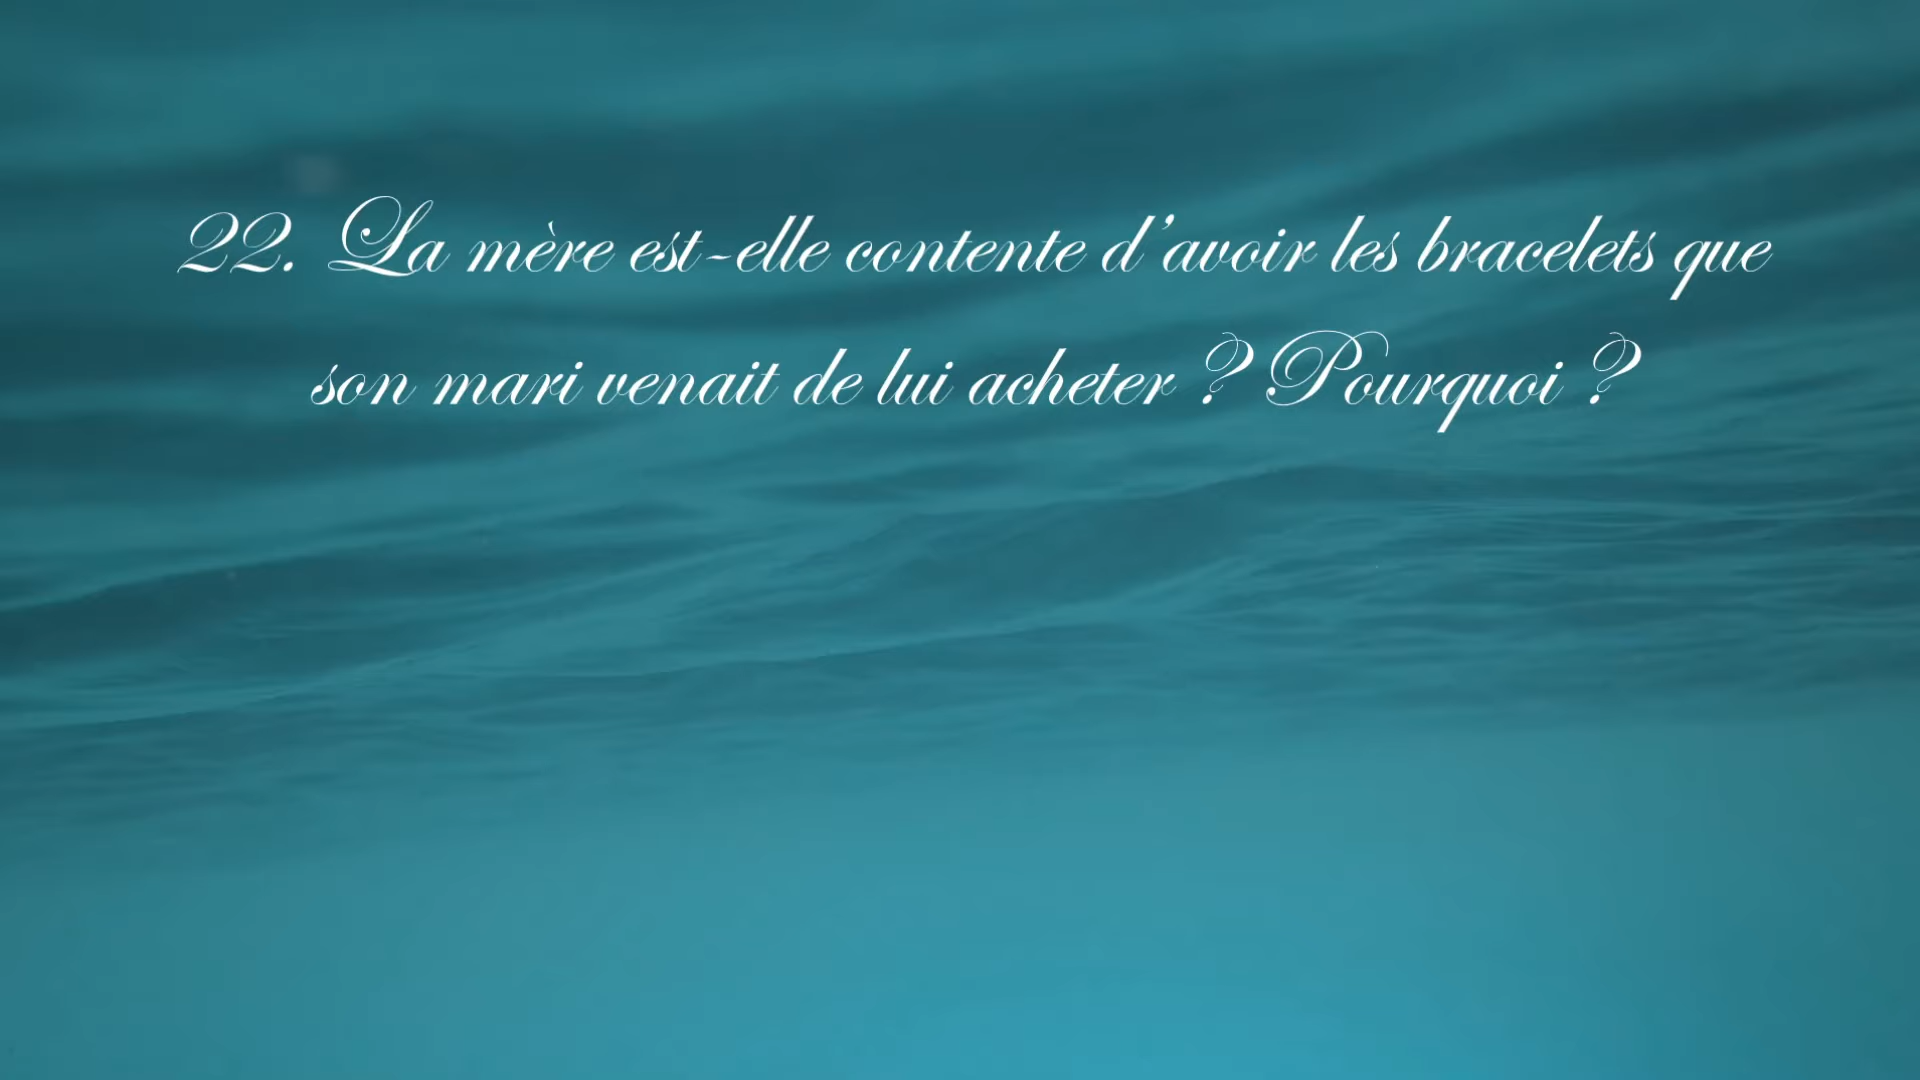 22. La mère est-elle contente d’avoir les bracelets que
son mari venait de lui acheter ? Pourquoi ?